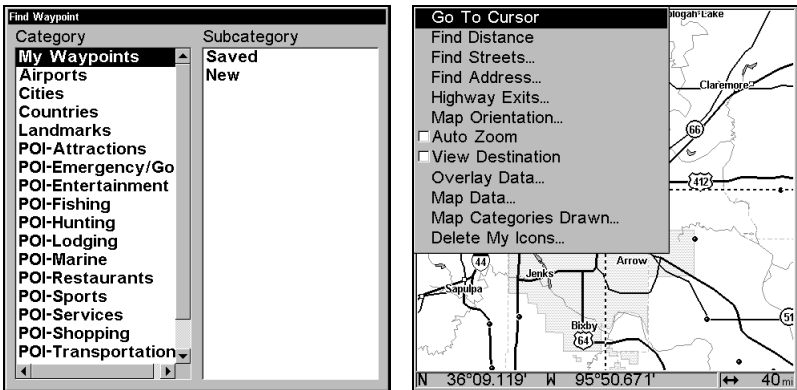 Find Waypoint
Category
Subcategory
My Waypoints
Airports
Cities
Countries
Landmarks
POI-Attractions
POI-Emergency/Go
POI-Entertainment
POI-Fishing
POI-Hunting
POI-Lodging
POI-Marine
POI-Restaurants
POI-Sports
POI-Services
POI-Shopping
POI-Transportation
Saved
New
Go To Cursor
Find Distance
Find Streets...
Find Address...
Highway Exits...
Map Orientation...
Auto Zoom
View Destination
Overlay Data...
Map Data...
Map Categories Drawn...
Delete My Icons...
ologah Lake
Claremore
66
412
44
Arrow
Jenks
Sapulpa
51
Bixby
64
N 36°09.119' W 95°50.671' ↔ 40 mi